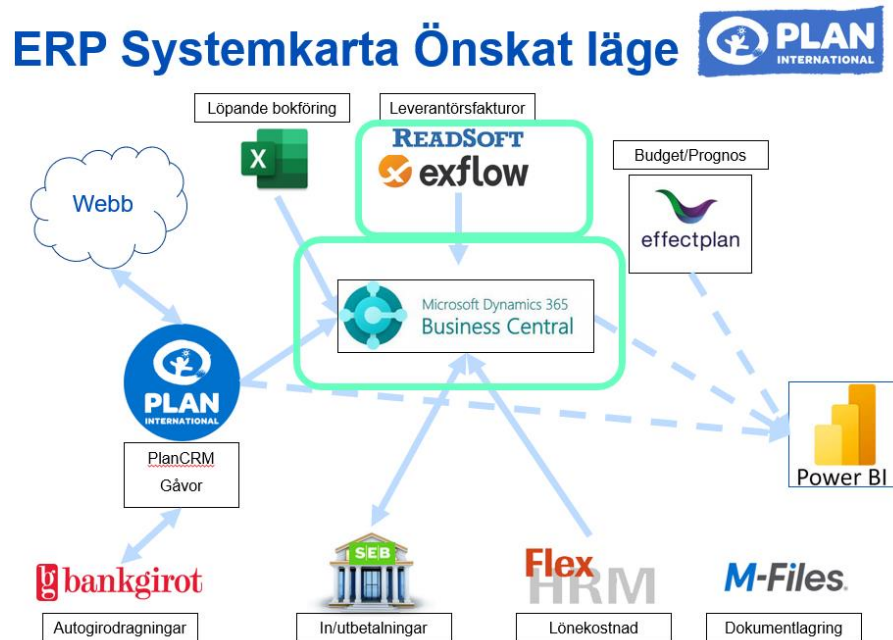 ERP Systemkarta Önskat läge
PLAN
INTERNATIONAL
Löpande bokföring
Leverantörsfakturor
READSOFT
exflow
Budget/Prognos
effectplan
Webb
X
Microsoft Dynamics 365
Business Central
PLAN
INTERNATIONAL
PlanCRM
Gåvor
Power BI
bankgirot
Autogirodragningar
SEB
In/utbetalningar
Flex
HRM
Lönekostnad
M-Files.
Dokumentlagring